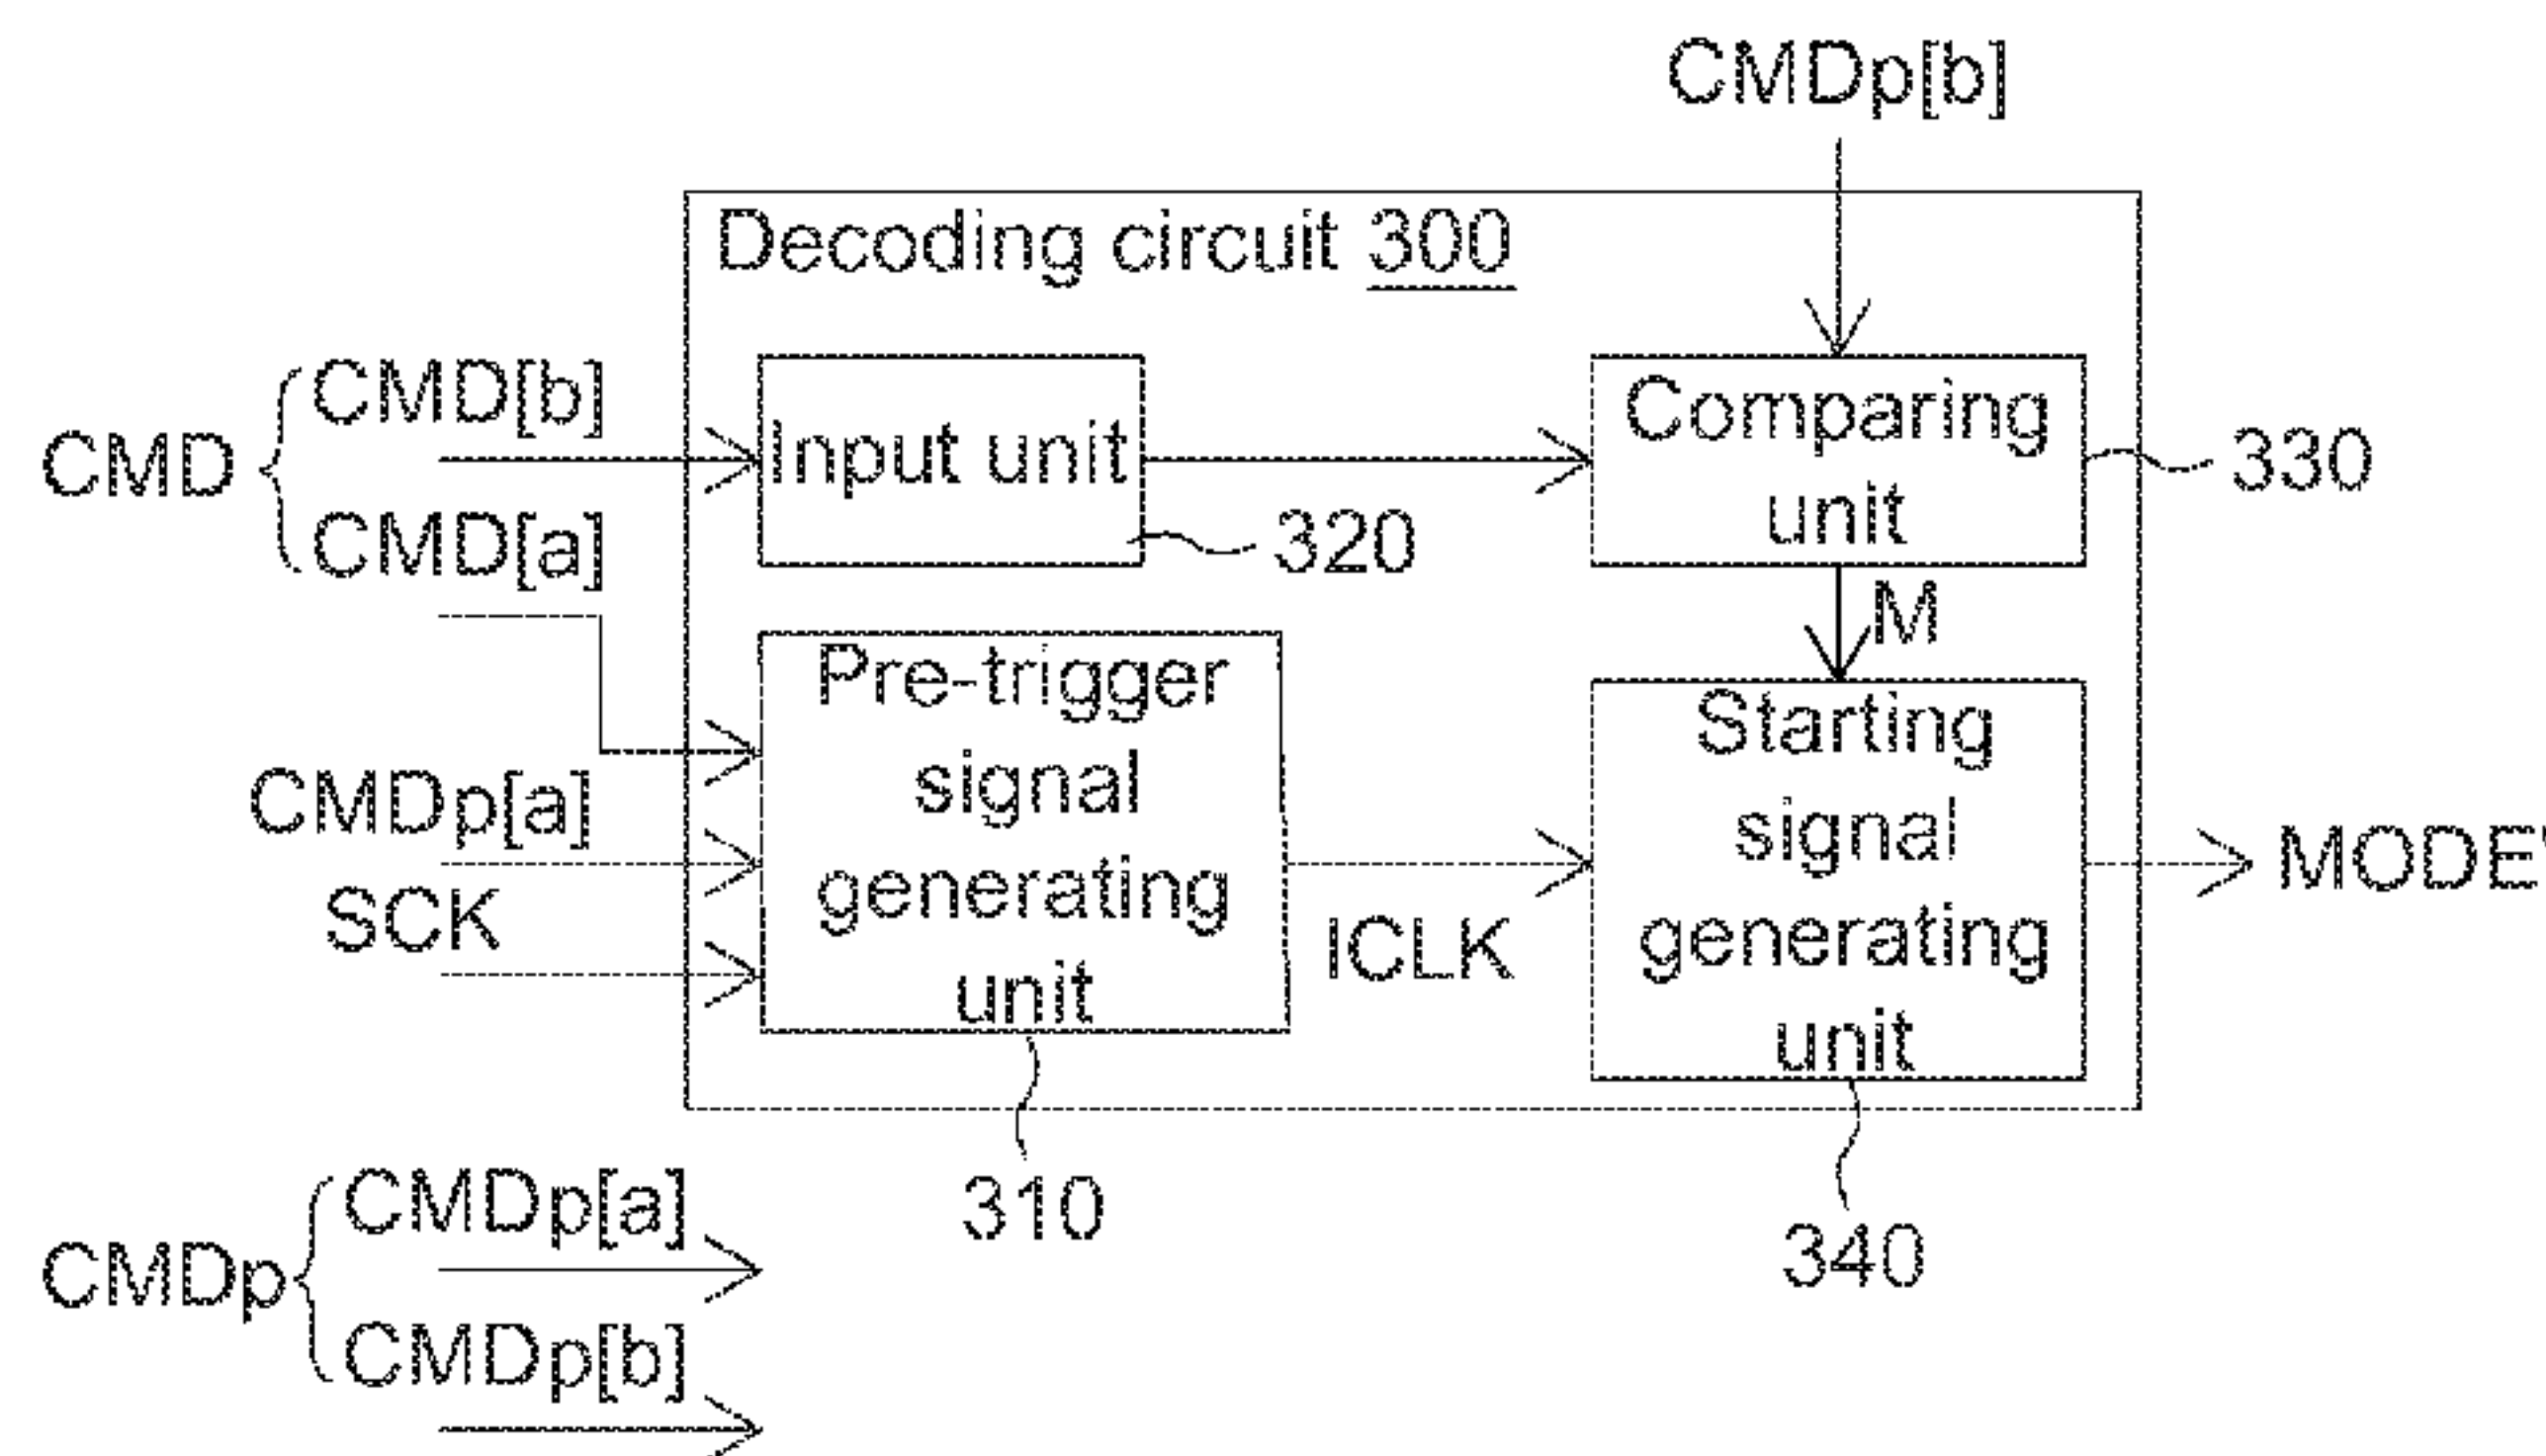 CMDp[b]
Decoding circuit 300
CMD
CMD[b]
CMD[a]
Input unit
320
Comparing
unit
330
M
CMDp[a]
SCK
Pre-trigger
signal
generating
unit
310
ICLK
Starting
signal
generating
unit
340
MODE'
CMDp
CMDp[a]
CMDp[b]